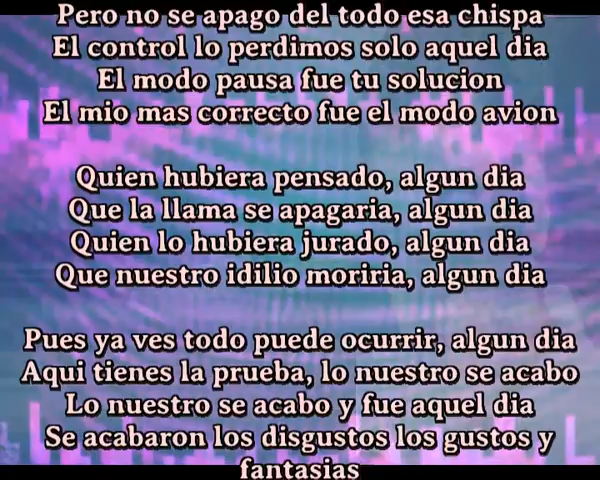 Pero no se apago del todo esa chispa
El control lo perdimos solo aquel dia
El modo pausa fue tu solucion
El mio mas correcto fue el modo avion
Quien hubiera pensado, algun dia
Que la llama se apagaria, algun dia
Quien lo hubiera jurado, algun dia
Que nuestro idilio moriria, algun dia
Pues ya ves todo puede ocurrir, algun dia
Aqui tienes la prueba, lo nuestro se acabo
Lo nuestro se acabo y fue aquel dia
Se acabaron los disgustos los gustos y
fantasias